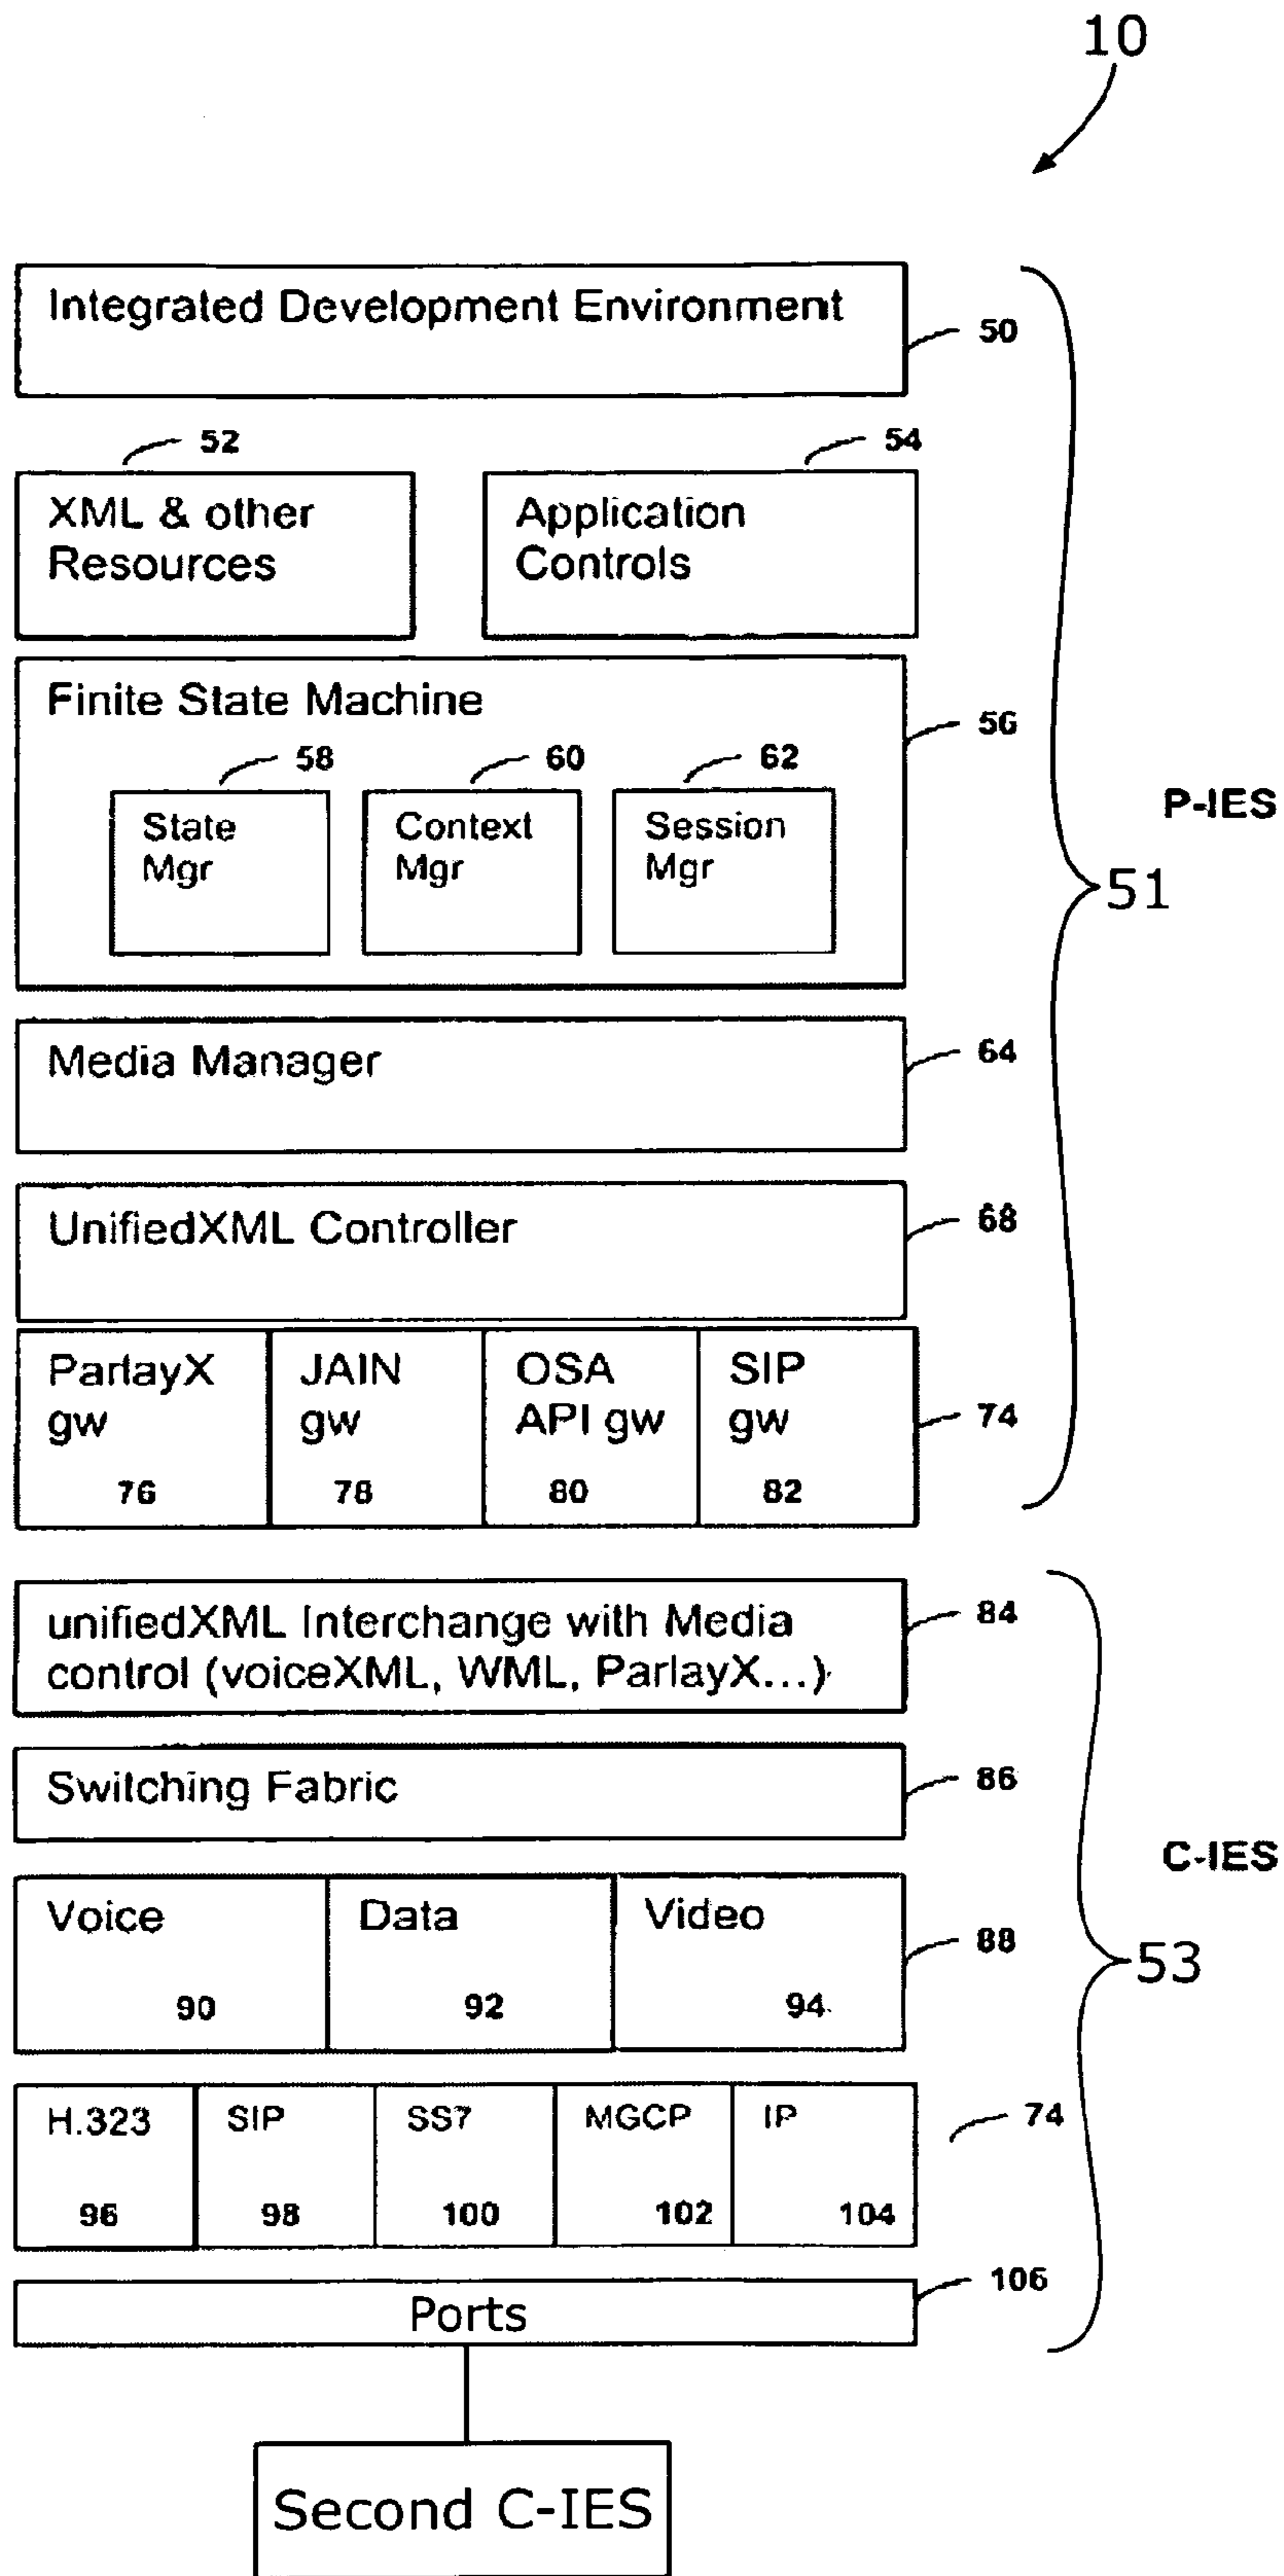 10
Integrated Development Environment
50
52
54
XML & other
Resources
Application
Controls
Finite State Machine
56
58
60
62
State
Mgr
Context
Mgr
Session
Mgr
P-IES
51
Media Manager
64
UnifiedXML Controller
68
ParlayX
gw
76
JAIN
gw
78
OSA
API gw
80
SIP
gw
82
74
unifiedXML Interchange with Media
control (voiceXML, WML, ParlayX...)
84
Switching Fabric
86
C-IES
53
Voice
90
Data
92
Video
94
88
H.323
96
SIP
98
SS7
100
MGCP
102
IP
104
74
Ports
106
Second C-IES